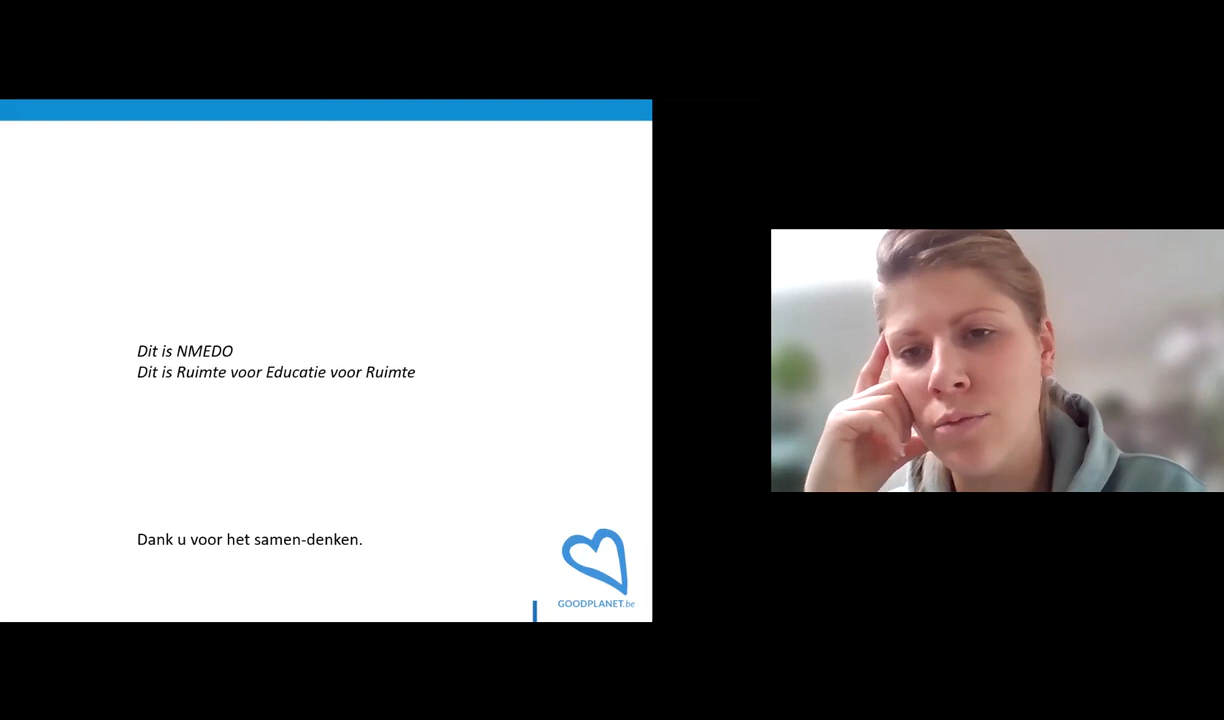 Dit is NMEDO
Dit is Ruimte voor Educatie voor Ruimte
Dank u voor het samen-denken.
GOODPLANET.be